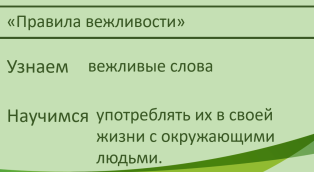 «Правила вежливости»
Узнаем вежливые слова
Научимся употреблять их в своей
жизни с окружающими
людьми.